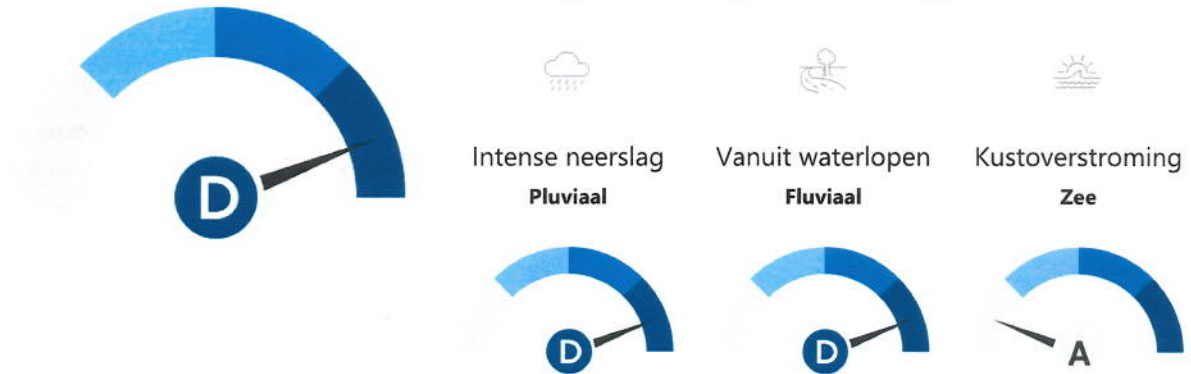 D
Intense neerslag
Pluviaal
D
Vanuit waterlopen
Fluviaal
D
Kustoverstroming
Zee
A